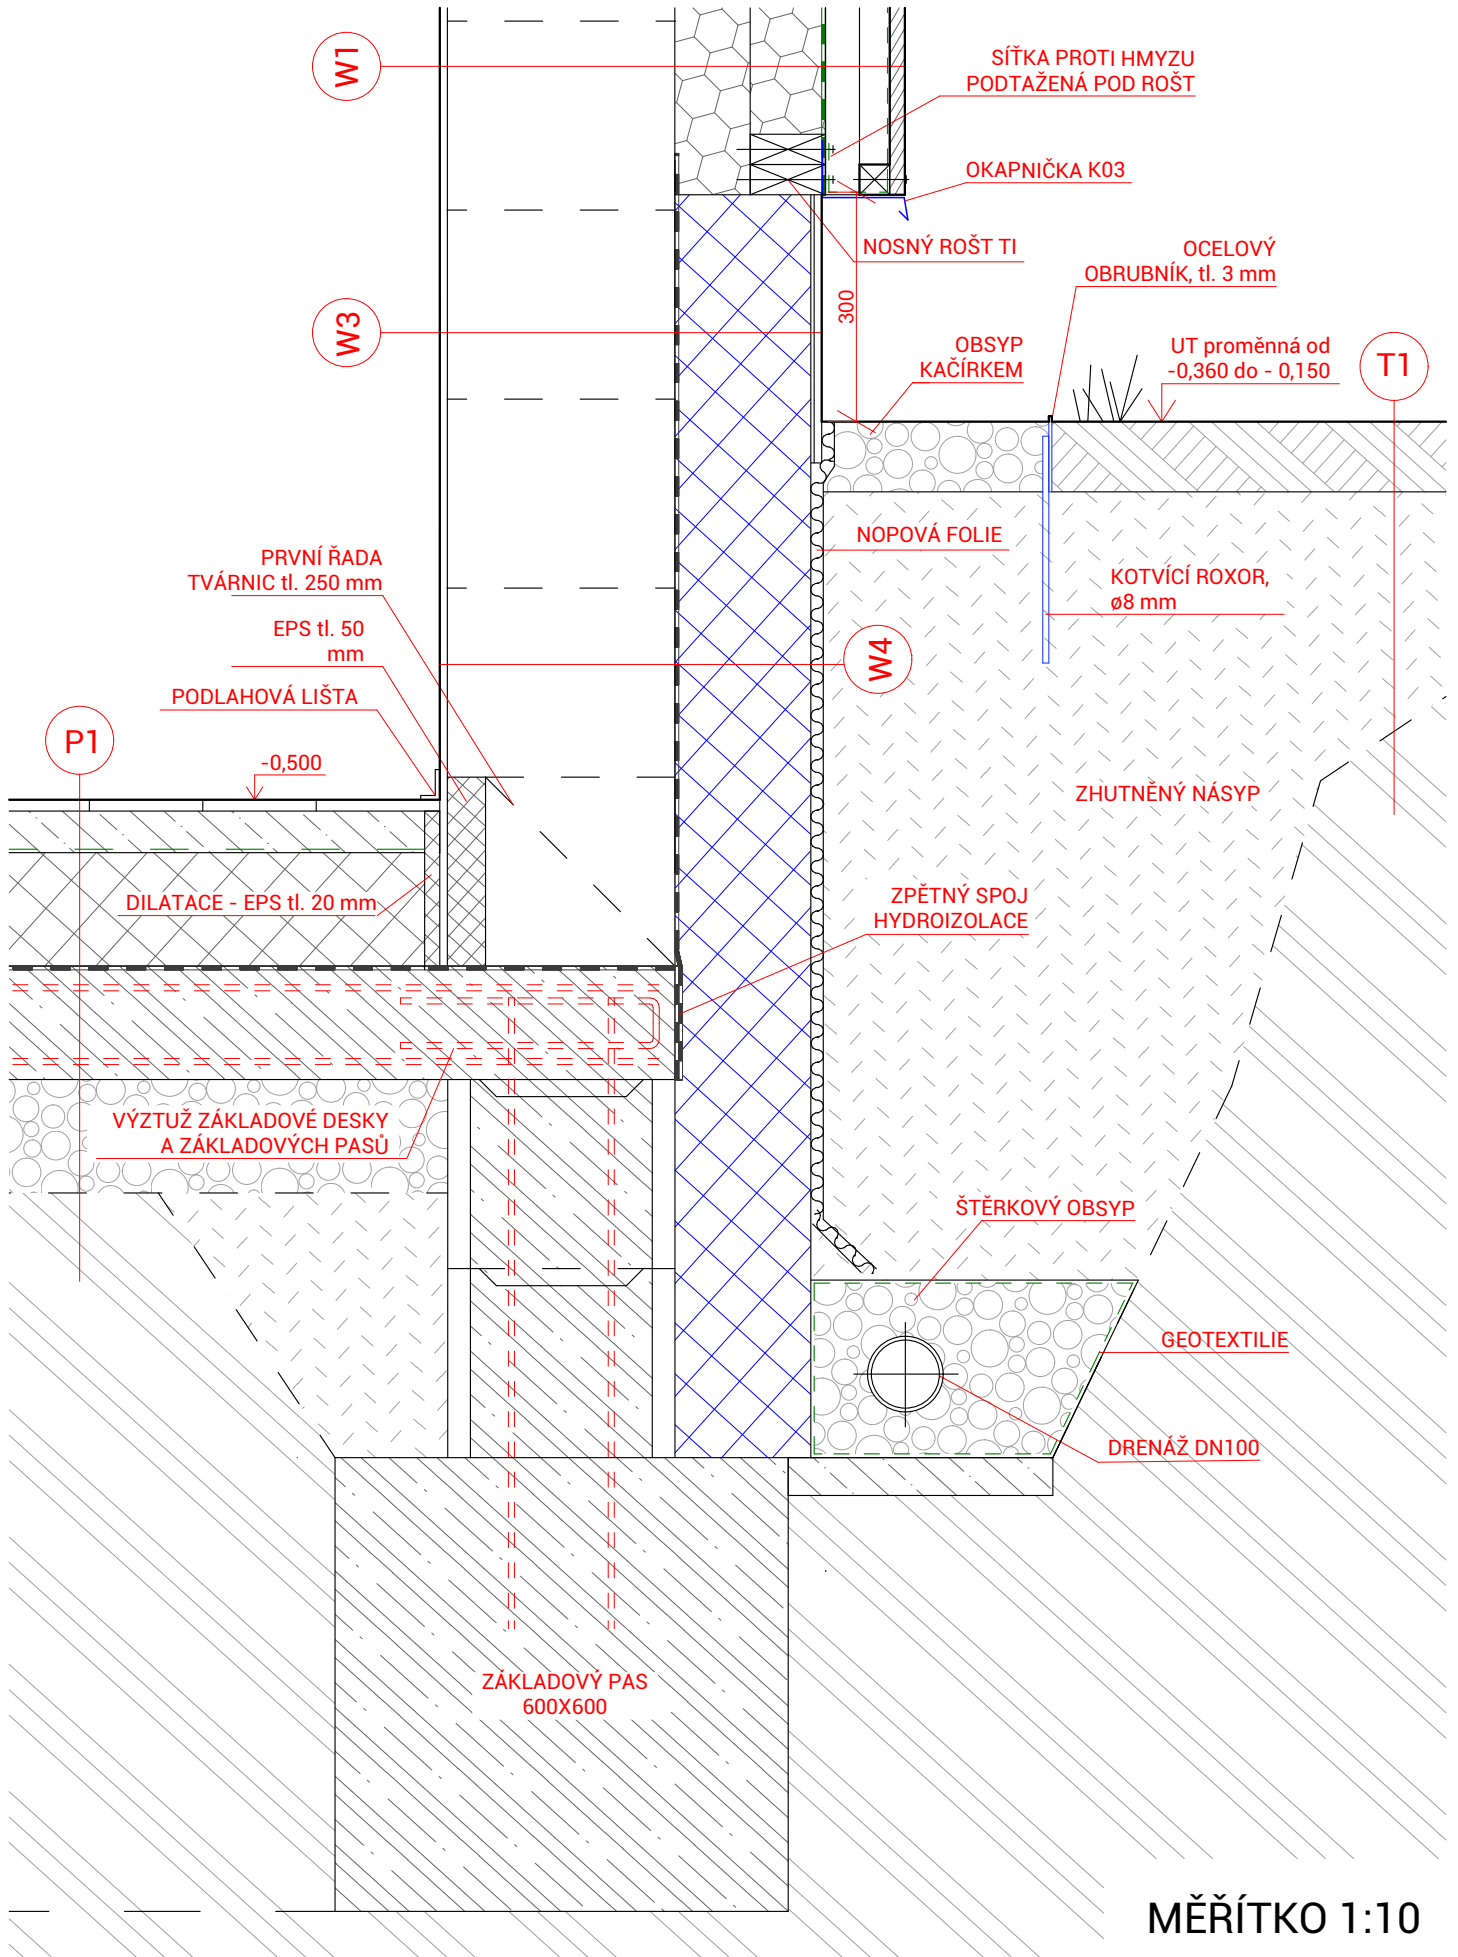 W1
SÍŤKA PROTI HMYZU
PODTAŽENÁ POD ROŠT
OKAPNIČKA K03
NOSNÝ ROŠT TI
OCELOVÝ
OBRUBNÍK, tl. 3 mm
W3
300
OBSYP
KAČÍRKEM
UT proměnná od
-0,360 do - 0,150
T1
NOPOVÁ FOLIE
PRVNÍ ŘADA
TVÁRNIC tl. 250 mm
KOTVÍCÍ ROXOR,
ø8 mm
EPS tl. 50
mm
W4
PODLAHOVÁ LIŠTA
P1
-0,500
ZHUTNĚNÝ NÁSYP
DILATACE - EPS tl. 20 mm
ZPĚTNÝ SPOJ
HYDROIZOLACE
VÝZTUŽ ZÁKLADOVÉ DESKY
A ZÁKLADOVÝCH PASŮ
ŠTĚRKOVÝ OBSYP
GEOTEXTILIE
DRENÁŽ DN100
ZÁKLADOVÝ PAS
600X600
MĚŘÍTKO 1:10